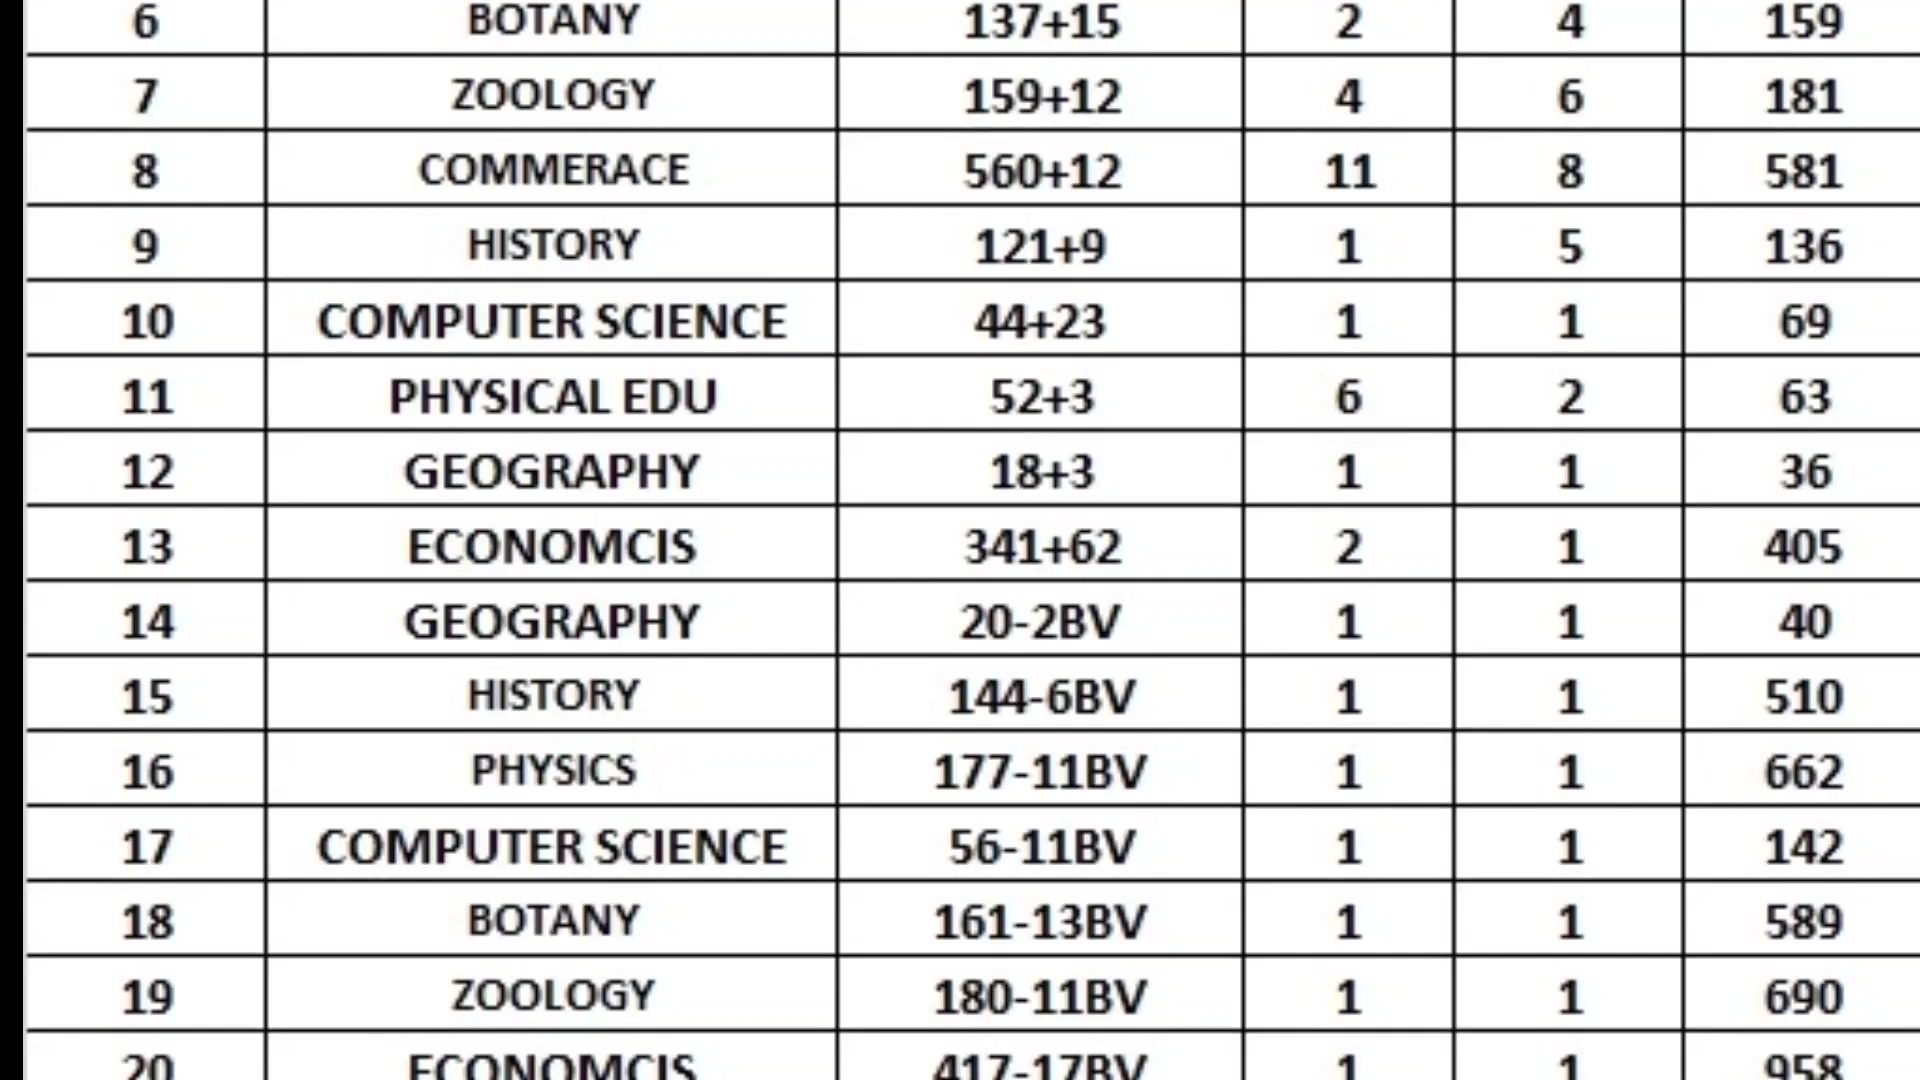 6 BOTANY 137+15 2 4 159
7 ZOOLOGY 159+12 4 6 181
8 COMMERACE 560+12 11 8 581
9 HISTORY 121+9 1 5 136
10 COMPUTER SCIENCE 44+23 1 1 69
11 PHYSICAL EDU 52+3 6 2 63
12 GEOGRAPHY 18+3 1 1 36
13 ECONOMCIS 341+62 2 1 405
14 GEOGRAPHY 20-2BV 1 1 40
15 HISTORY 144-6BV 1 1 510
16 PHYSICS 177-11BV 1 1 662
17 COMPUTER SCIENCE 56-11BV 1 1 142
18 BOTANY 161-13BV 1 1 589
19 ZOOLOGY 180-11BV 1 1 690
20 ECONOMCIS 417-17BV 1 1 958